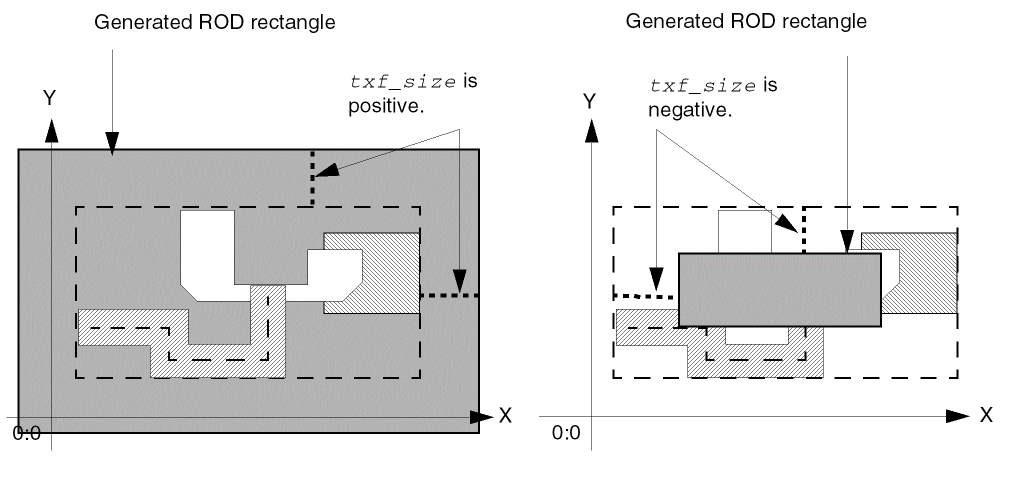 Generated ROD rectangle
txf_size is
positive.
Y
X
0:0
Generated ROD rectangle
txf_size is
negative.
Y
X
0:0